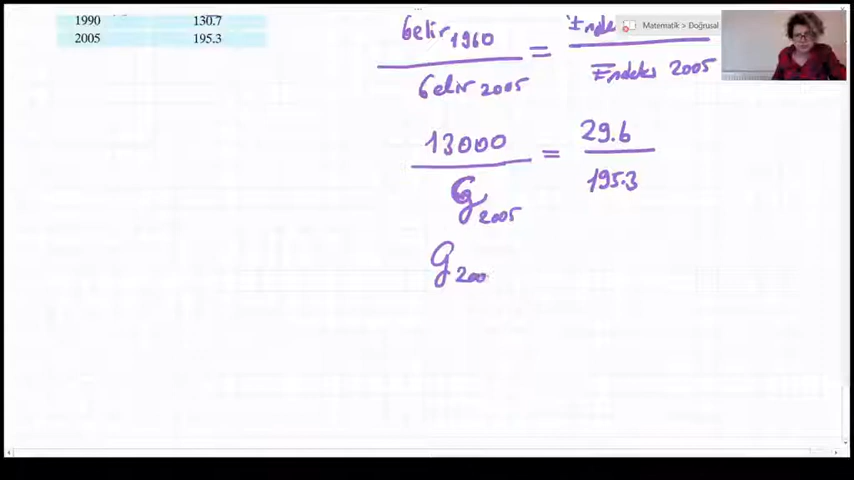 1990 130.7
2005 195.3
Matematik > Doğrusal
Gelir 1960 = Endeks 2005
Gelir 2005
13000 = 29.6
G 2005 195.3
g 200